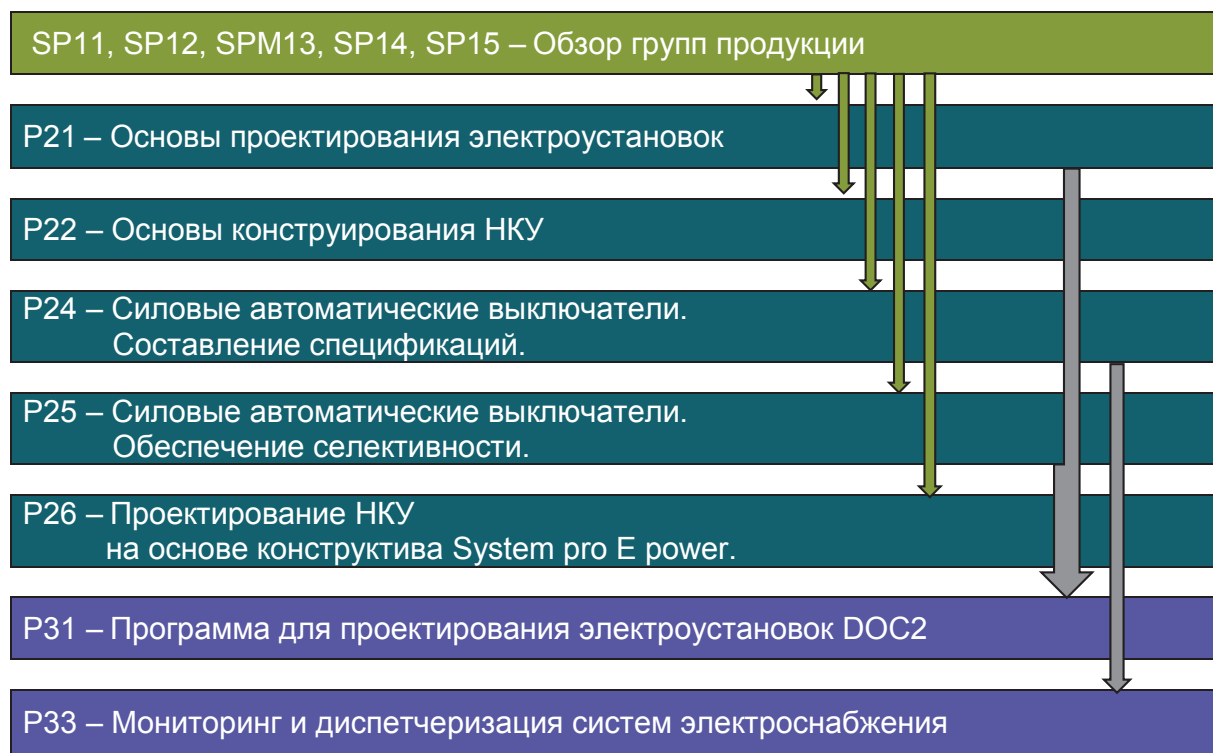 SP11, SP12, SPM13, SP14, SP15 – Обзор групп продукции
P21 – Основы проектирования электроустановок
P22 – Основы конструирования НКУ
P24 – Силовые автоматические выключатели.
Составление спецификаций.
P25 – Силовые автоматические выключатели.
Обеспечение селективности.
P26 – Проектирование НКУ
на основе конструктива System pro E power.
P31 – Программа для проектирования электроустановок DOC2
P33 – Мониторинг и диспетчеризация систем электроснабжения